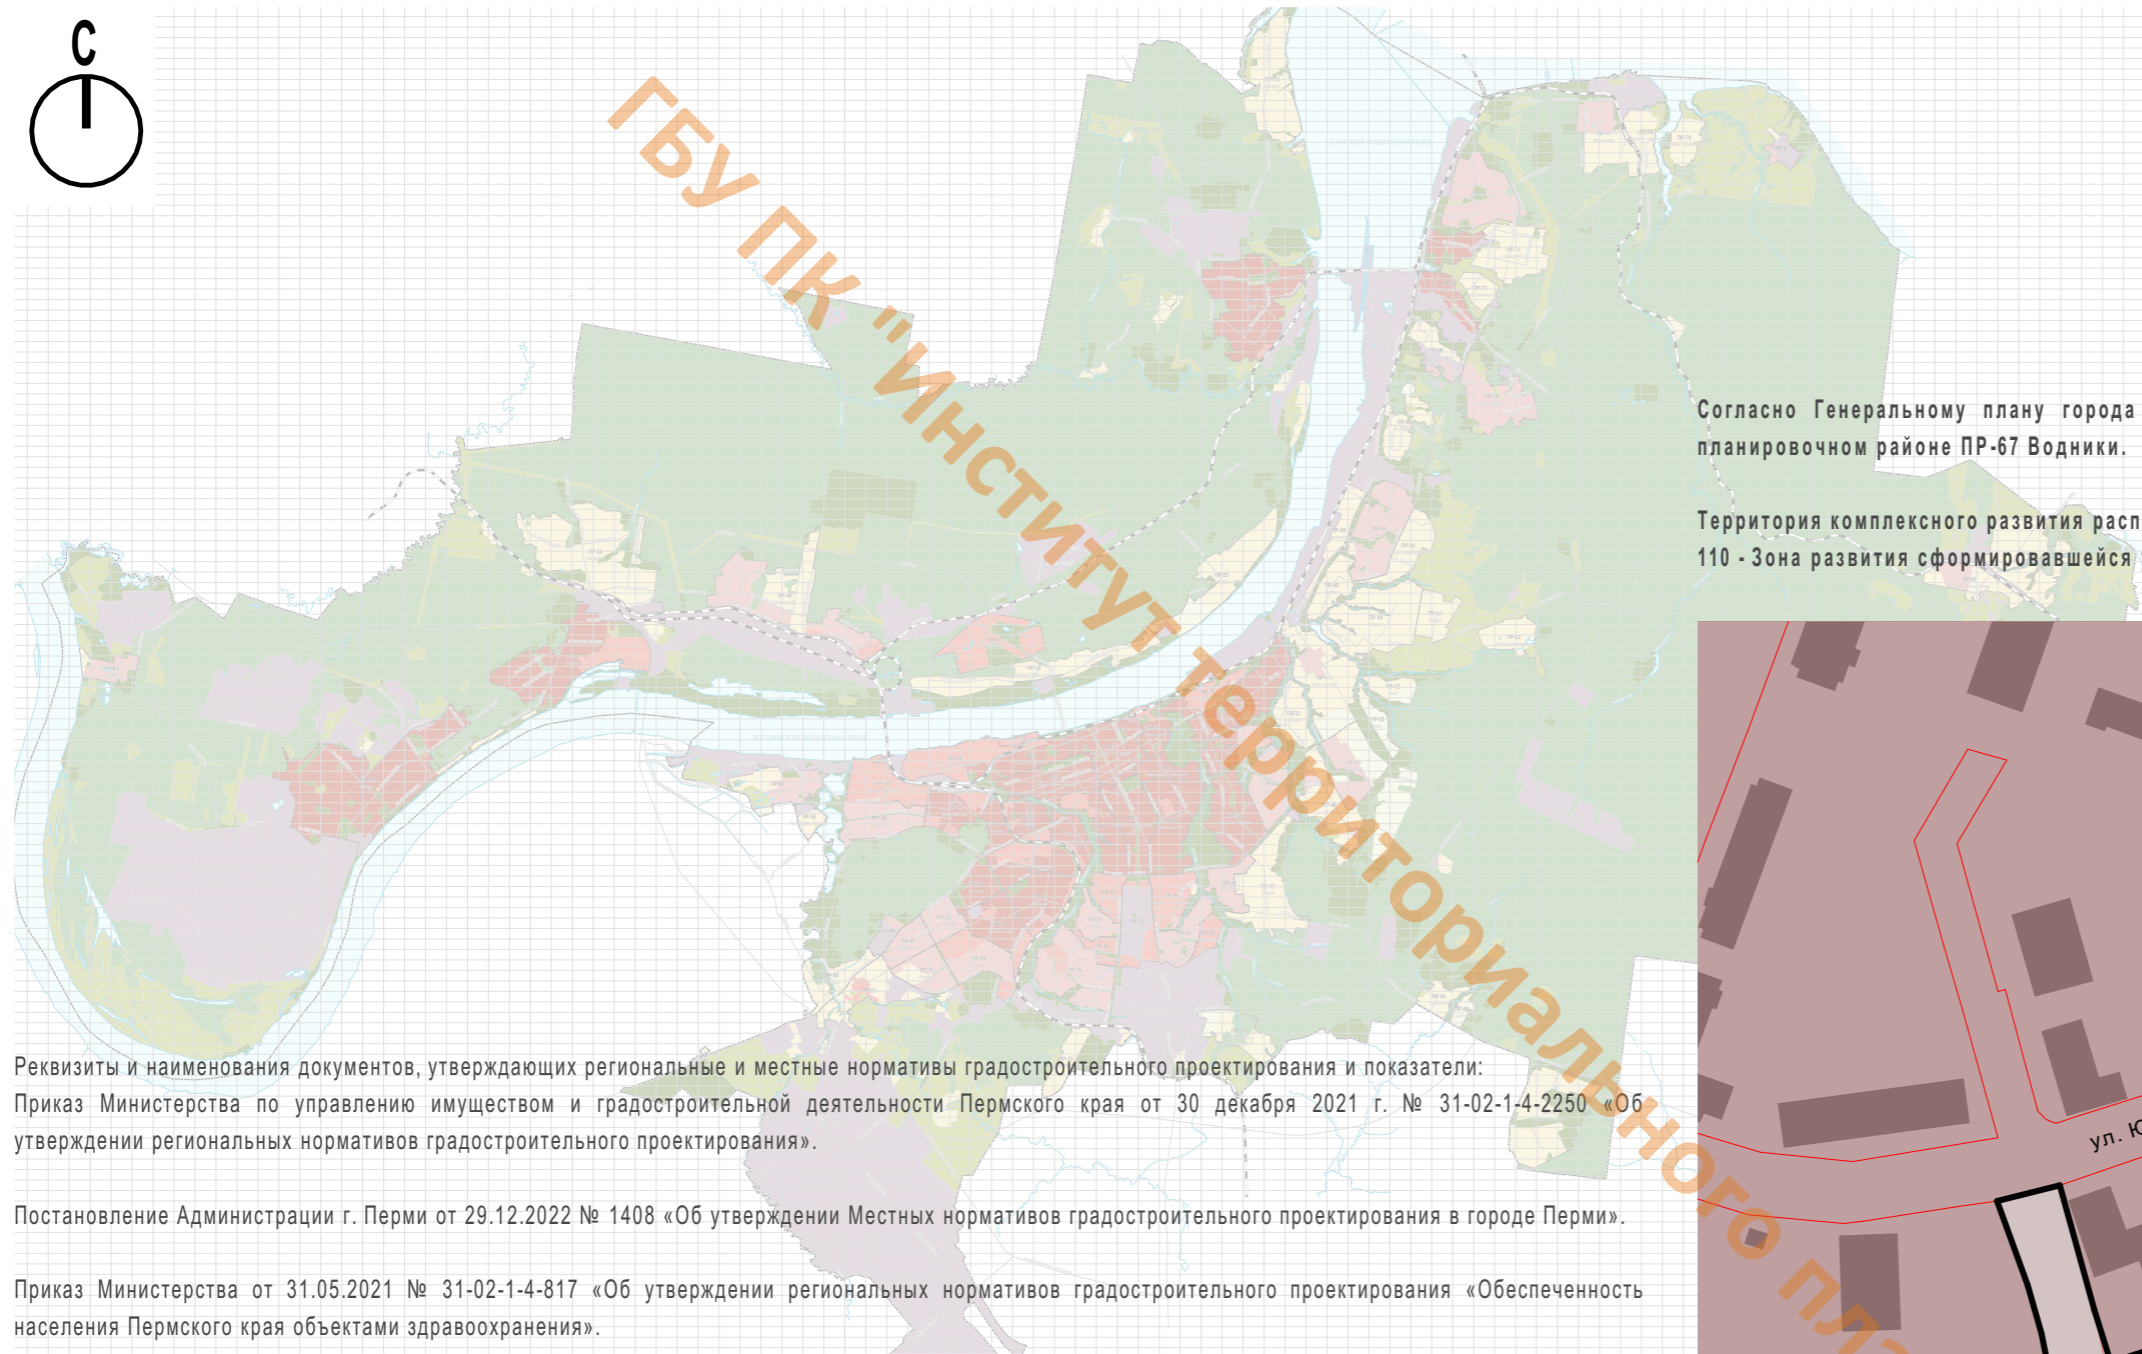 С
ГБУ ПК "Институт территориального пла
Согласно Генеральному плану города
планировочном районе ПР-67 Водники.
Территория комплексного развития расп
110 - Зона развития сформировавшейся
ул. Ю
Реквизиты и наименования документов, утверждающих региональные и местные нормативы градостроительного проектирования и показатели:
Приказ Министерства по управлению имуществом и градостроительной деятельности Пермского края от 30 декабря 2021 г. № 31-02-1-4-2250 «Об
утверждении региональных нормативов градостроительного проектирования».
Постановление Администрации г. Перми от 29.12.2022 № 1408 «Об утверждении Местных нормативов градостроительного проектирования в городе Перми».
Приказ Министерства от 31.05.2021 № 31-02-1-4-817 «Об утверждении региональных нормативов градостроительного проектирования «Обеспеченность
населения Пермского края объектами здравоохранения».